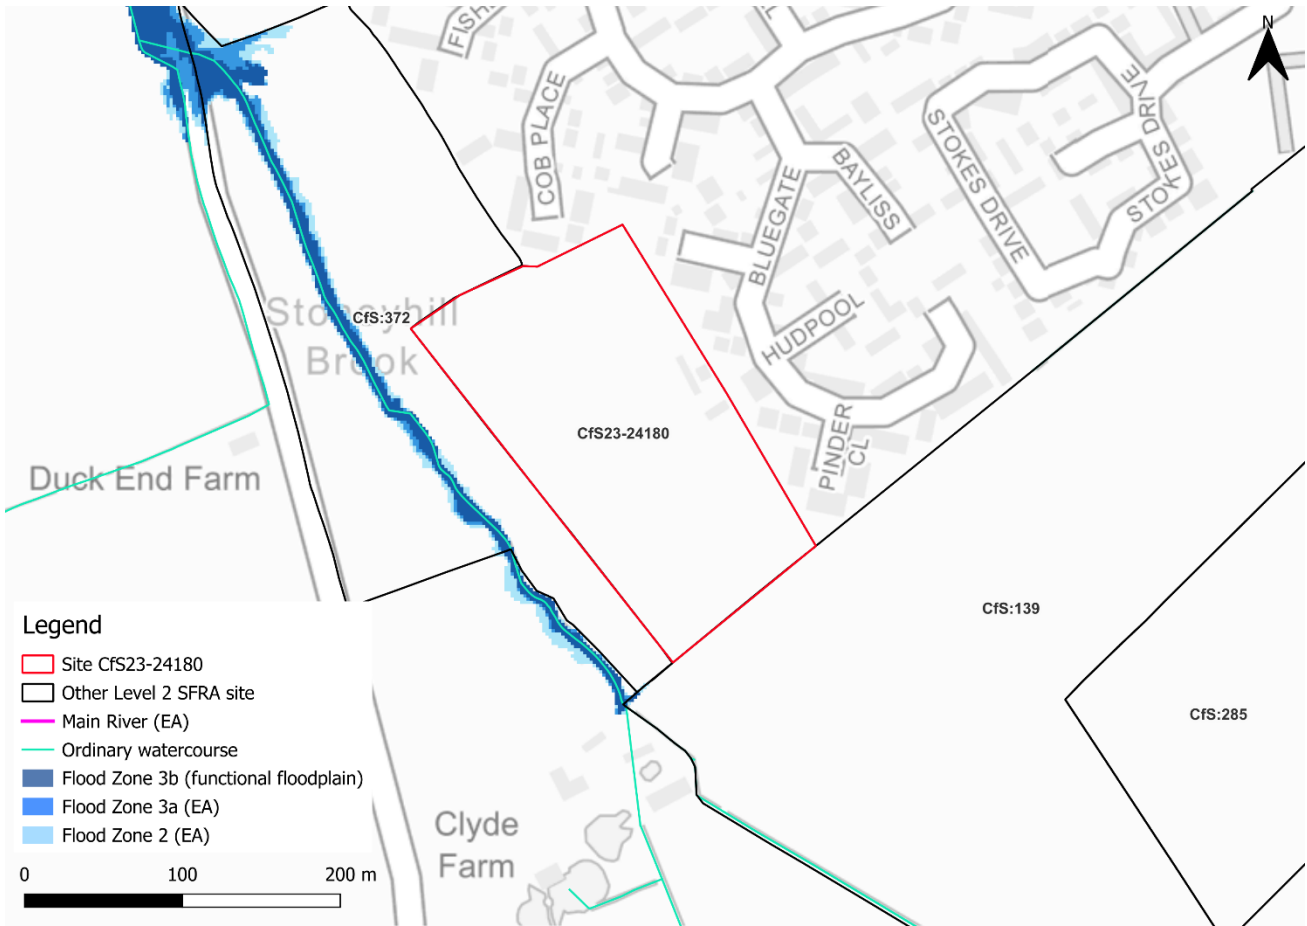 N
COB PLACE
BLUEGATE
BAYLISS
STOKES DRIVE
STOKES DRIVE
HUDPOOL
PINDER
CL
Stoneyhill
Brook
CfS:372
CfS23-24180
Duck End Farm
CfS:139
CfS:285
Clyde
Farm
Legend
Site CfS23-24180
Other Level 2 SFRA site
Main River (EA)
Ordinary watercourse
Flood Zone 3b (functional floodplain)
Flood Zone 3a (EA)
Flood Zone 2 (EA)
0 100 200 m